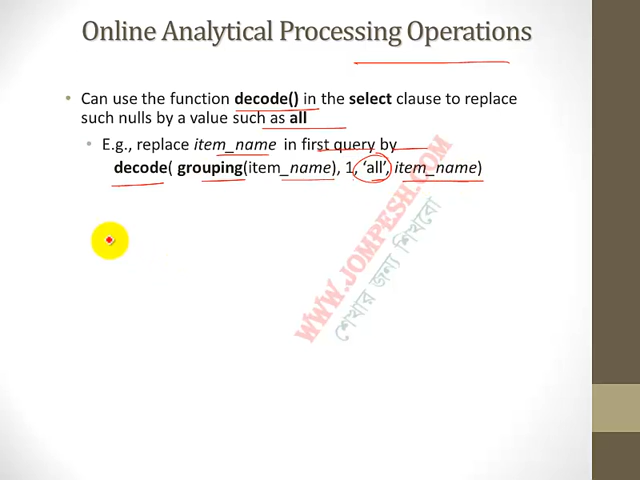 Online Analytical Processing Operations
• Can use the function decode() in the select clause to replace
such nulls by a value such as all
• E.g., replace item_name in first query by
decode( grouping(item_name), 1, ‘all’, item_name)
WWW.JOMPESH.COM
শেখার জন্য শিখবো